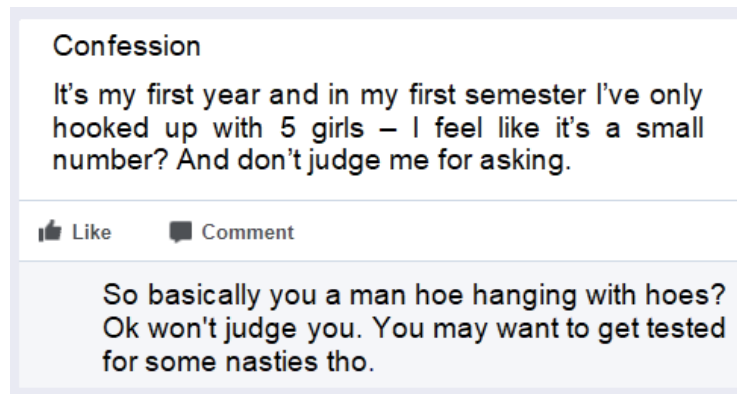 Confession
It’s my first year and in my first semester I’ve only
hooked up with 5 girls – I feel like it’s a small
number? And don’t judge me for asking.
Like Comment
So basically you a man hoe hanging with hoes?
Ok won't judge you. You may want to get tested
for some nasties tho.